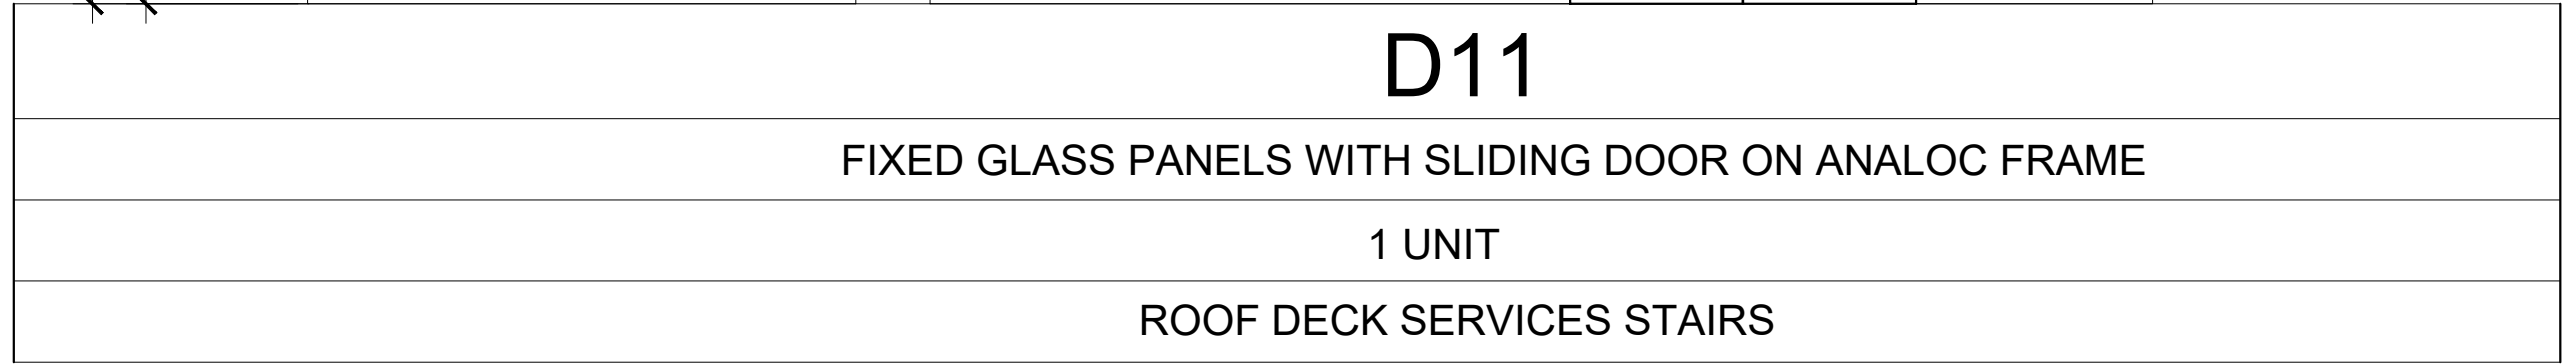 D11
FIXED GLASS PANELS WITH SLIDING DOOR ON ANALOC FRAME
1 UNIT
ROOF DECK SERVICES STAIRS